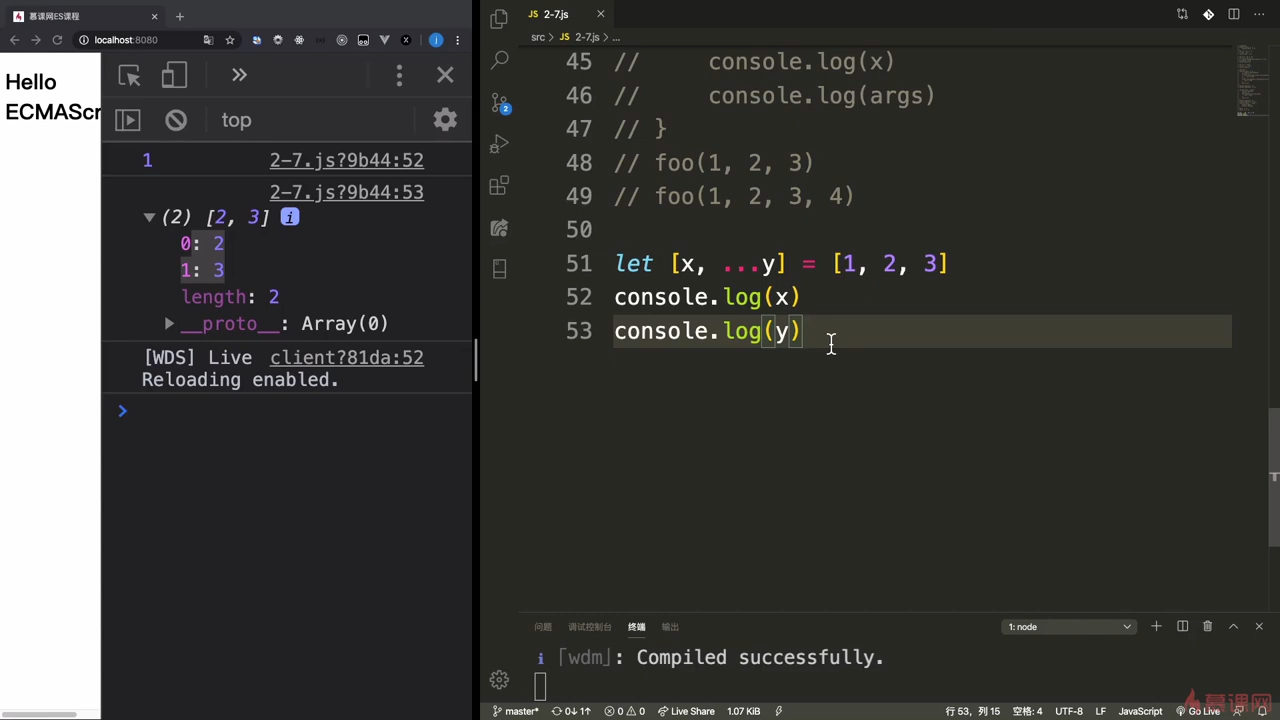 慕课网ES课程
localhost:8080
Hello
ECMAScr
top
1 2-7.js?9b44:52
2-7.js?9b44:53
(2) [2, 3]
0: 2
1: 3
length: 2
__proto__: Array(0)
[WDS] Live client?81da:52
Reloading enabled.
JS 2-7.js
src > JS 2-7.js > ...
45 // console.log(x)
46 // console.log(args)
47 // }
48 // foo(1, 2, 3)
49 // foo(1, 2, 3, 4)
50
51 let [x, ...y] = [1, 2, 3]
52 console.log(x)
53 console.log(y)
2
问题 调试控制台 终端 输出 1: node
i ｢wdm｣: Compiled successfully.
master* 0↓ 1↑ 0 0 Live Share 1.07 KiB 行 53, 列 15 空格: 4 UTF-8 LF JavaScript Go Live
慕课网